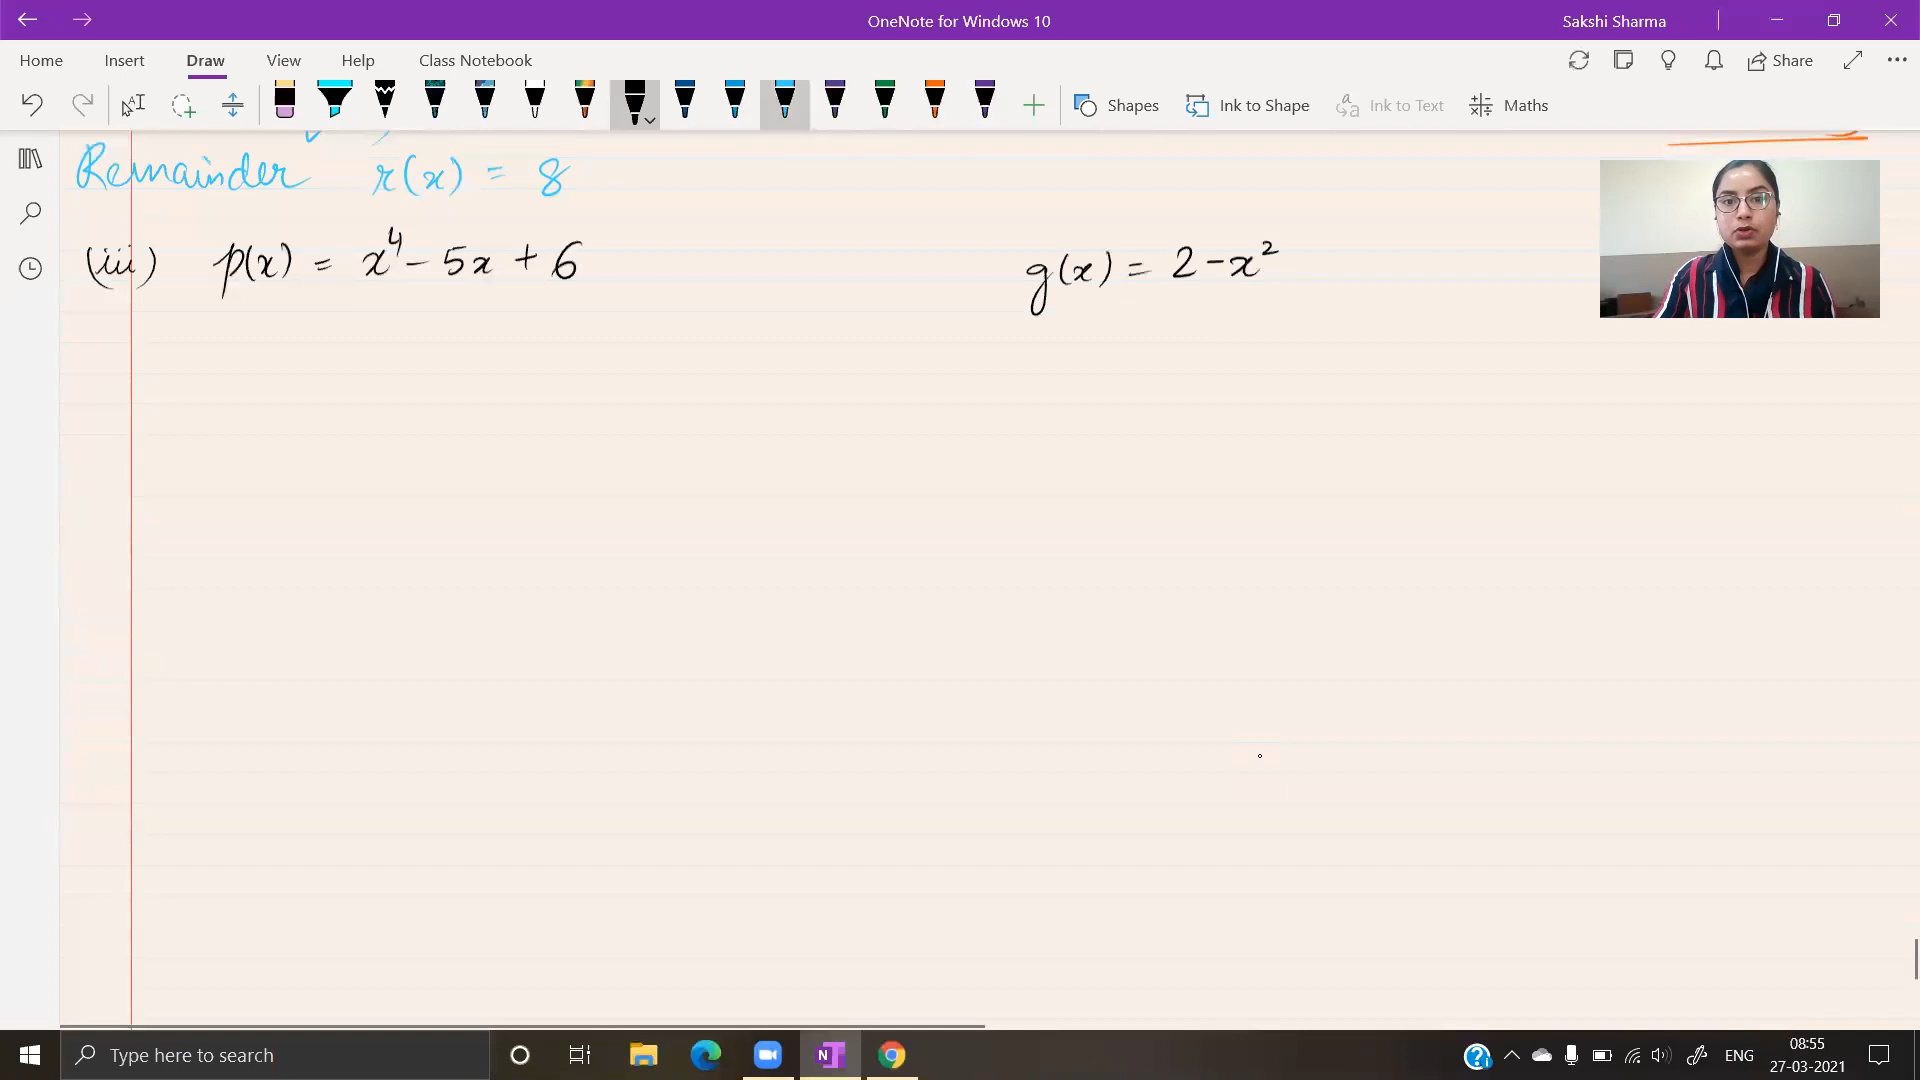 OneNote for Windows 10
Sakshi Sharma
Home Insert Draw View Help Class Notebook
Share
Shapes Ink to Shape Ink to Text Maths
Remainder r(x) = 8
(iii) p(x) = x⁴ - 5x + 6 g(x) = 2 - x²
Type here to search
ENG
08:55
27-03-2021